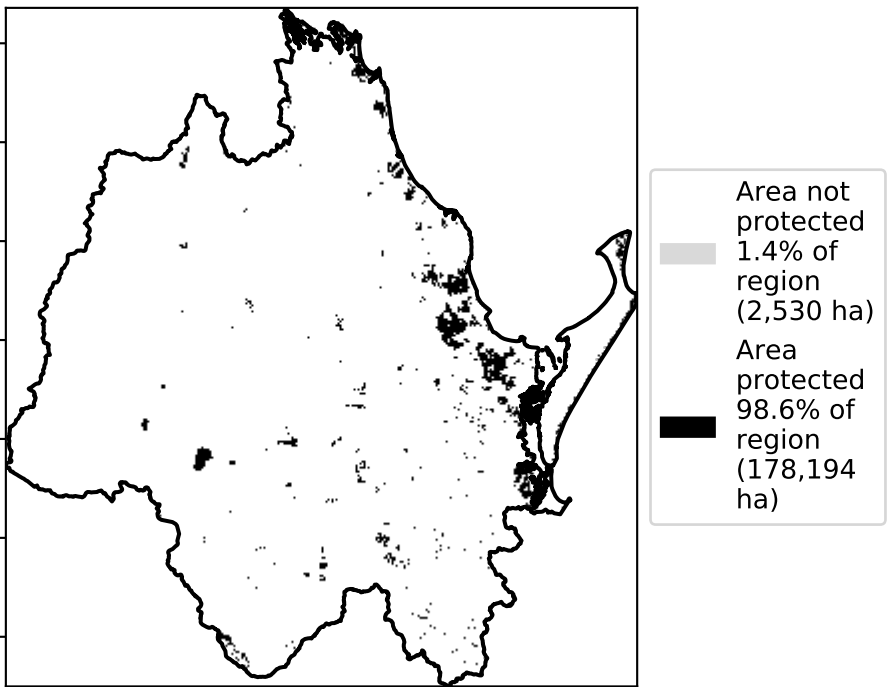 Area not
protected
1.4% of
region
(2,530 ha)
Area
protected
98.6% of
region
(178,194
ha)